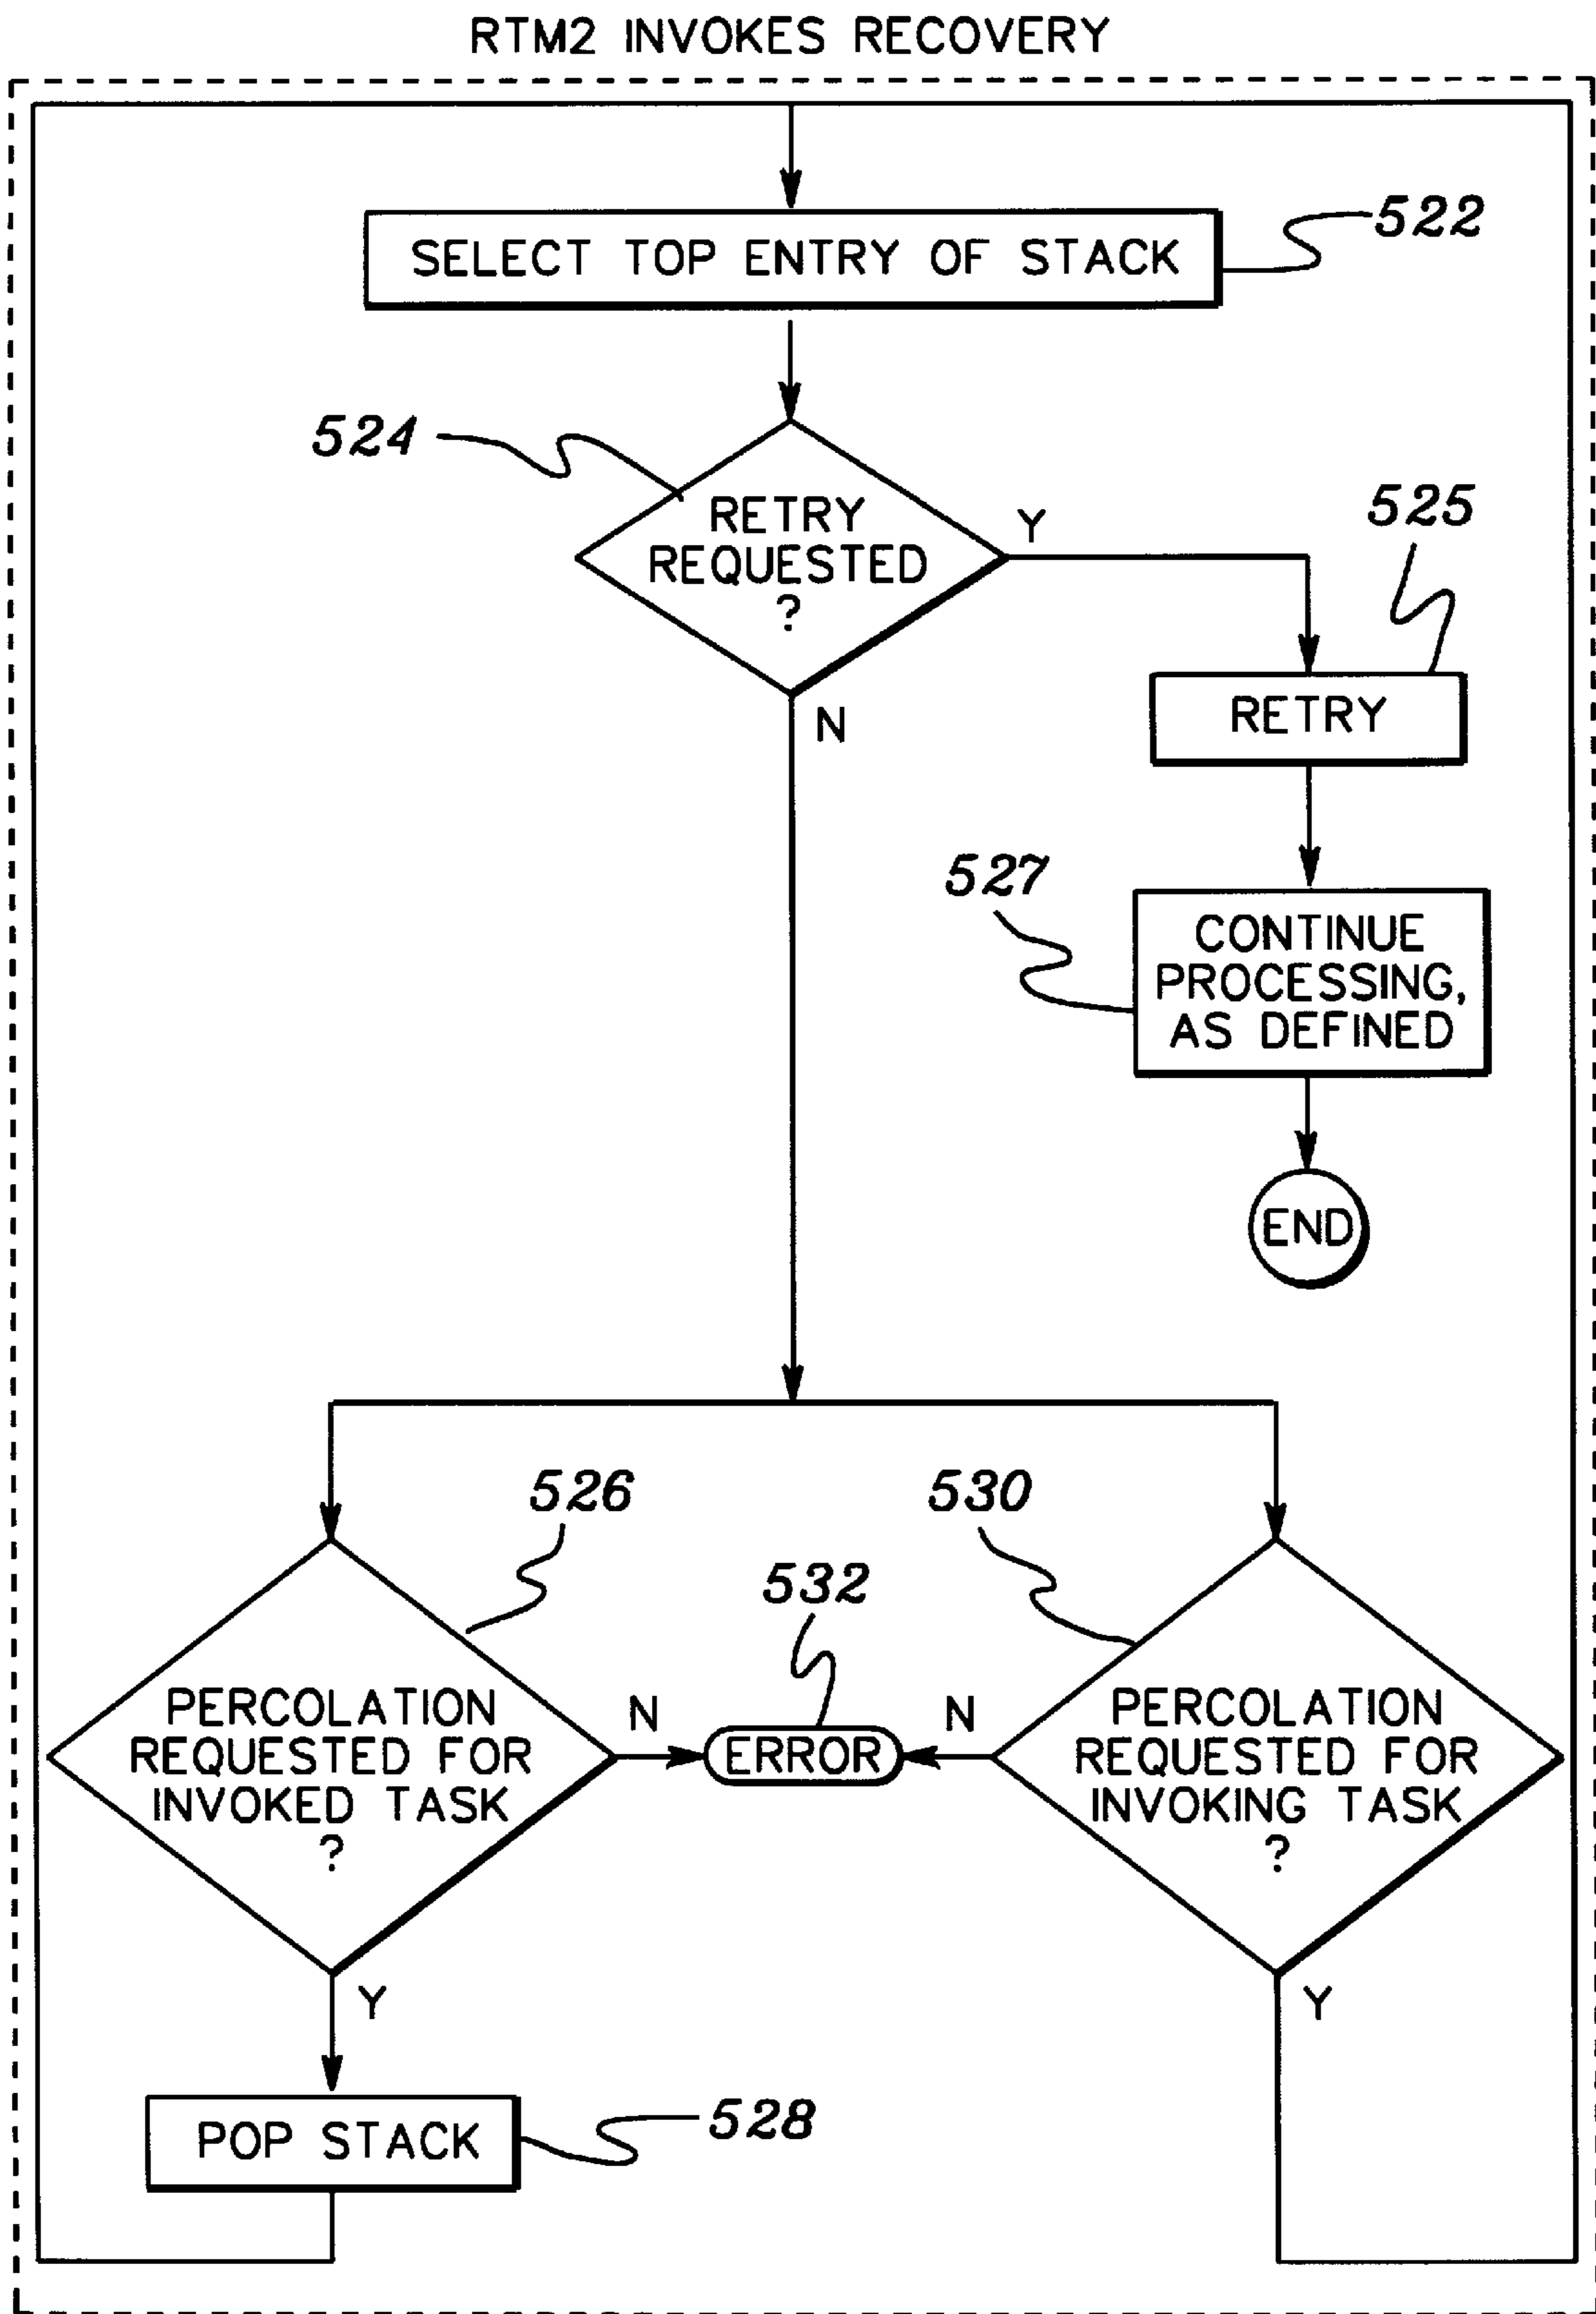 RTM2 INVOKES RECOVERY
SELECT TOP ENTRY OF STACK
522
524
RETRY
REQUESTED
?
Y
N
525
RETRY
527
CONTINUE
PROCESSING,
AS DEFINED
END
526
530
532
PERCOLATION
REQUESTED FOR
INVOKED TASK
?
N
ERROR
N
PERCOLATION
REQUESTED FOR
INVOKING TASK
?
Y
Y
POP STACK
528